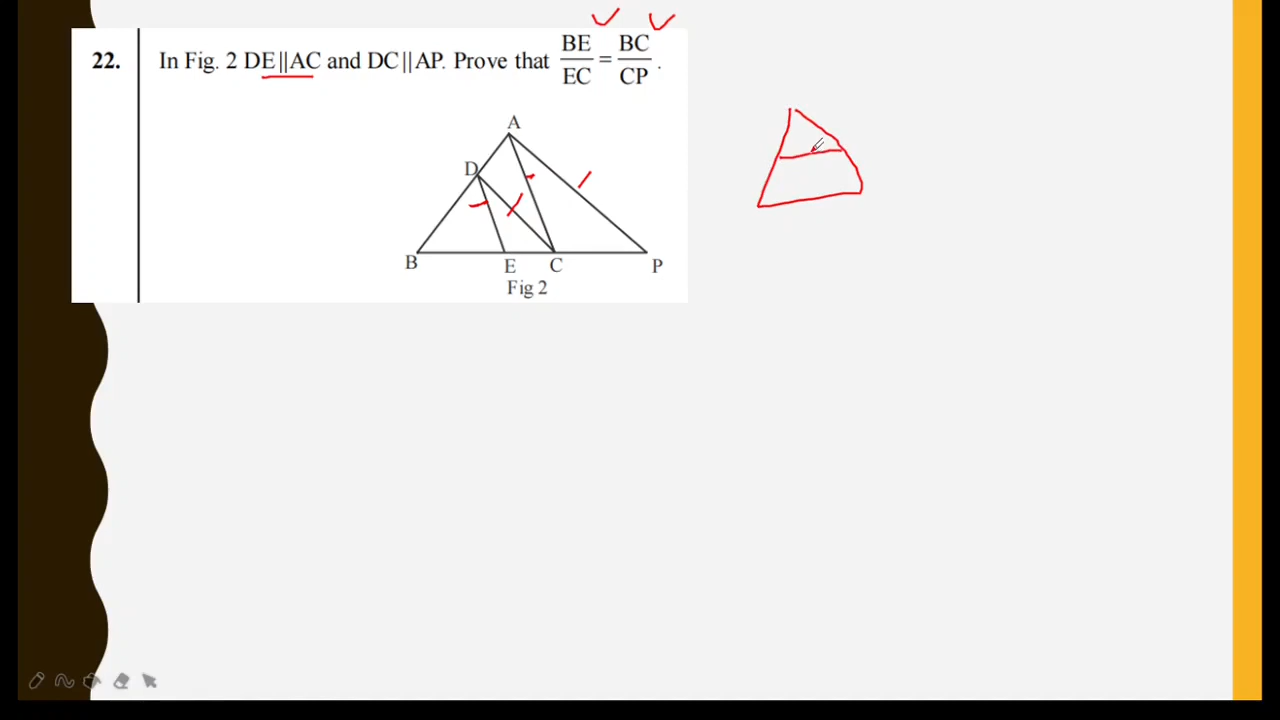 22. In Fig. 2 DE||AC and DC||AP. Prove that BE/EC = BC/CP.
A
D
B E C P
Fig 2